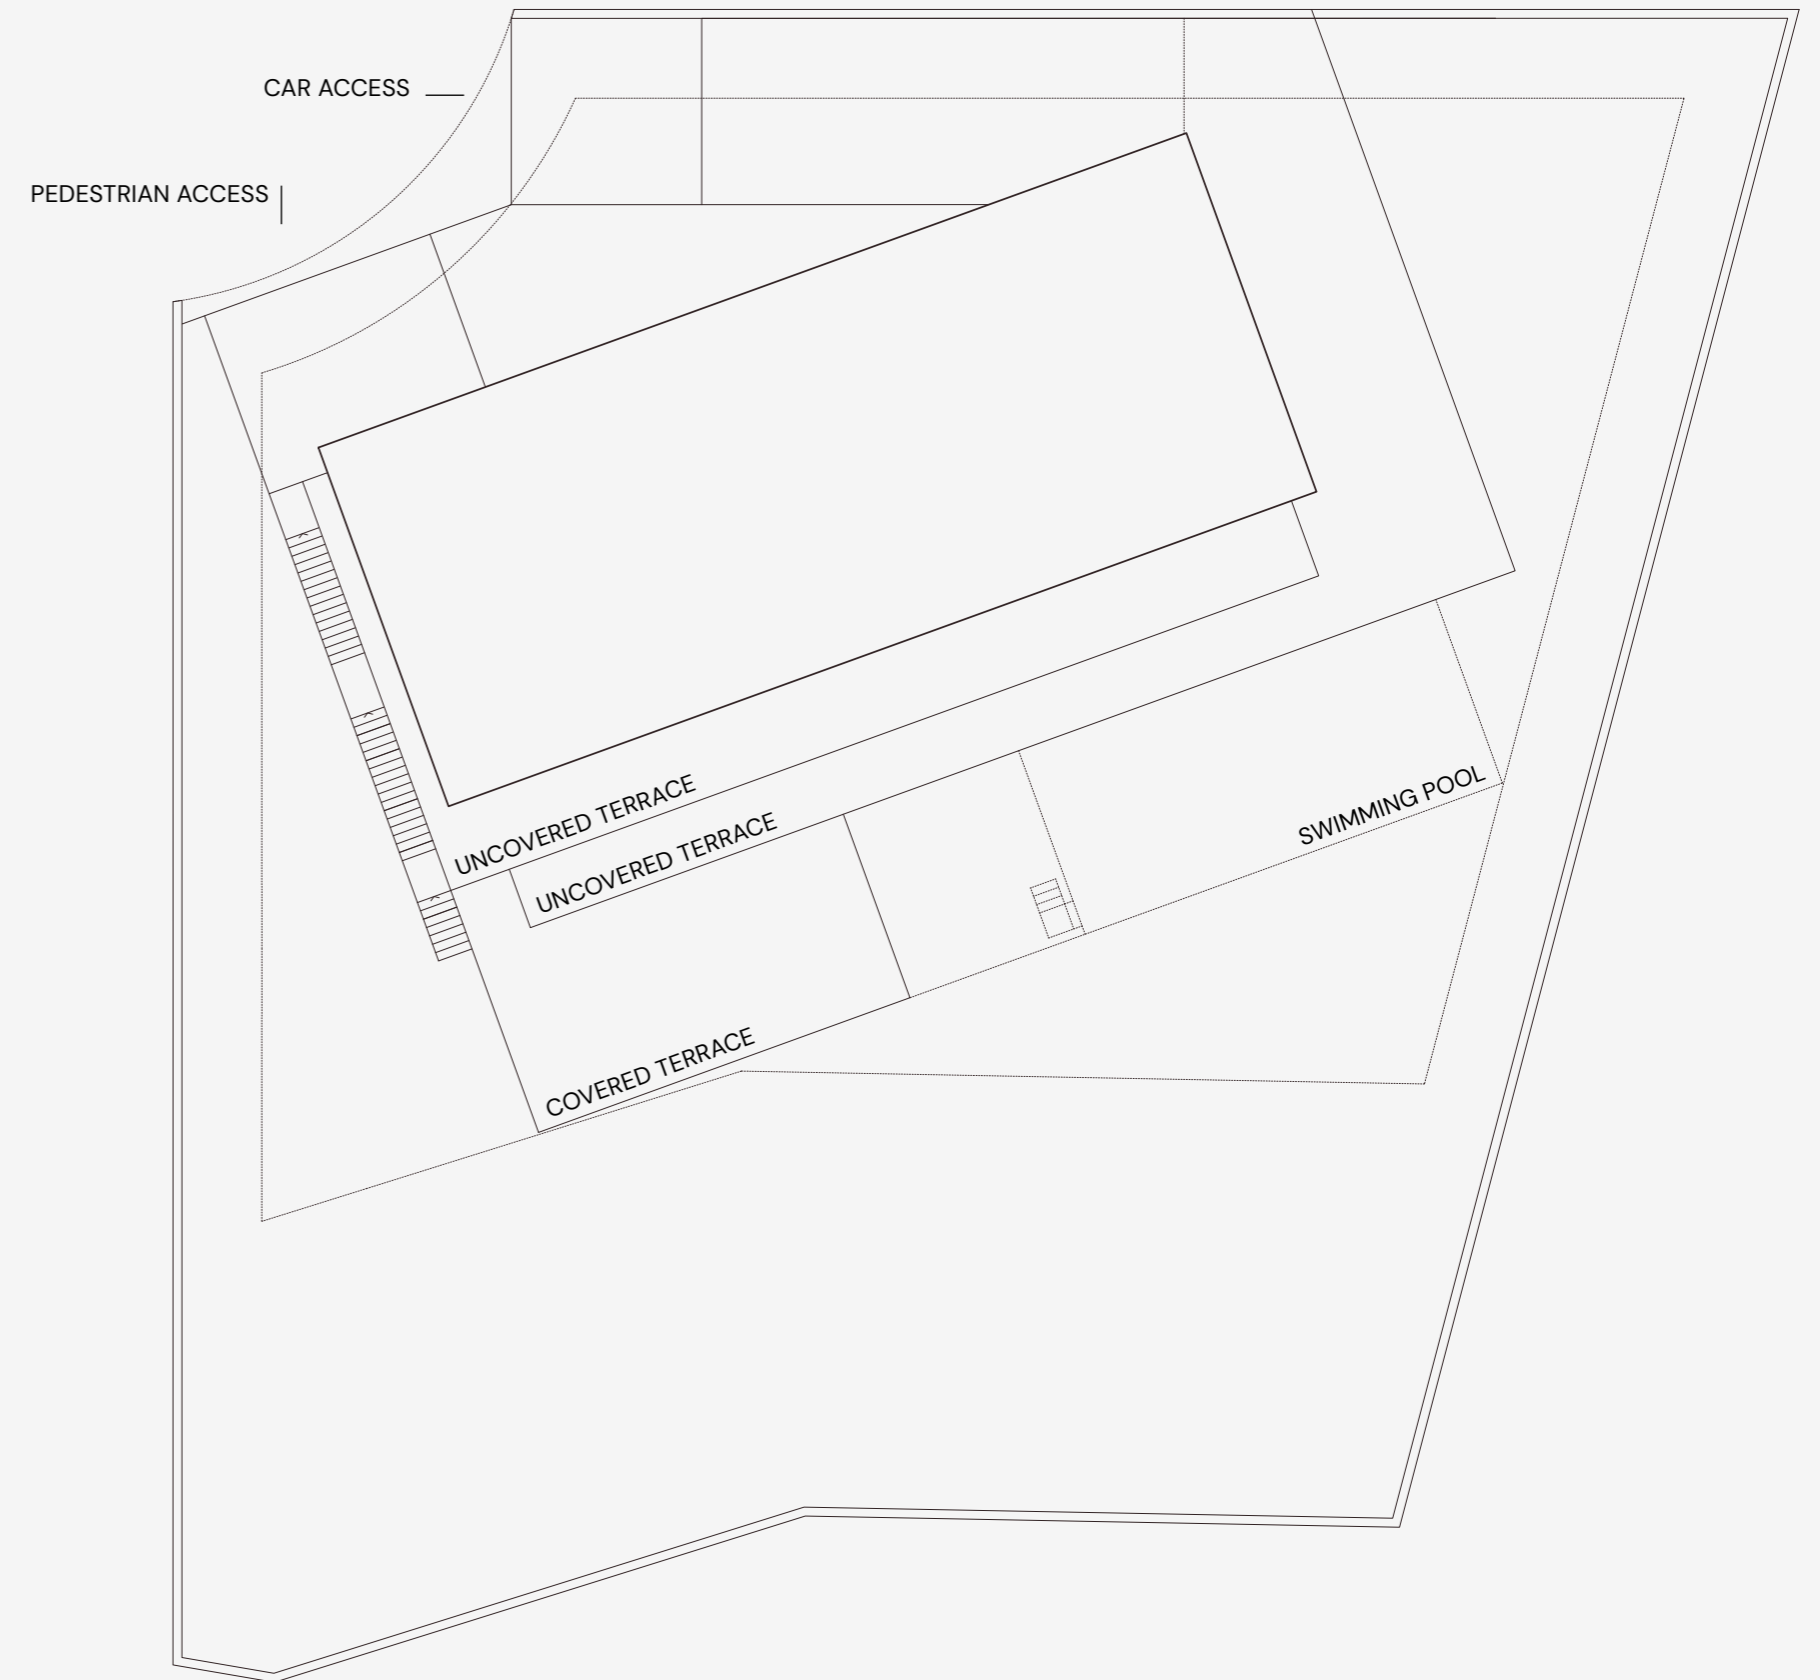 CAR ACCESS
PEDESTRIAN ACCESS
UNCOVERED TERRACE
UNCOVERED TERRACE
SWIMMING POOL
COVERED TERRACE